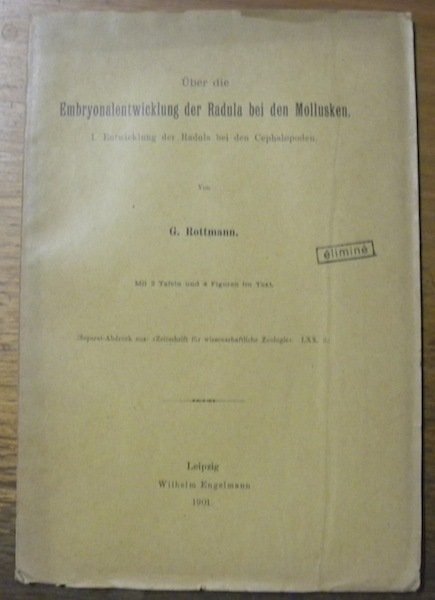 Über die
Embryonalentwicklung der Radula bei den Mollusken.
I. Entwicklung der Radula bei den Cephalopoden.
Von
G. Rottmann.
éliminé
Mit 2 Tafeln und 4 Figuren im Text.
(Separat-Abdruck aus: »Zeitschrift für wissenschaftliche Zoologie«. LXX.
Leipzig
Wilhelm Engelmann
1901.